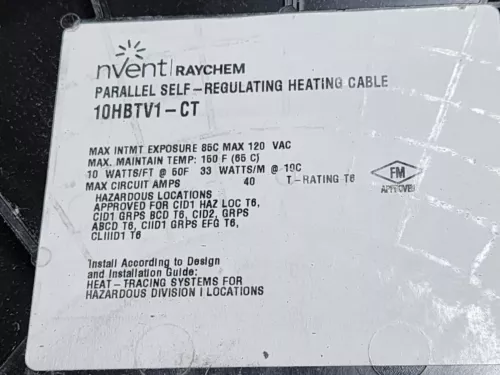 nVent | RAYCHEM
PARALLEL SELF-REGULATING HEATING CABLE
10HBTV1-CT
MAX INTMT EXPOSURE 85C MAX 120 VAC
MAX. MAINTAIN TEMP: 150 F (65 C)
10 WATTS/FT @ 50F 33 WATTS/M @ 10C
MAX CIRCUIT AMPS 40 T-RATING T6
HAZARDOUS LOCATIONS
APPROVED FOR CID1 HAZ LOC T6,
CID1 GRPS BCD T6, CID2, GRPS
ABCD T6, CIID1 GRPS EFG T6,
CLIIID1 T6
FM
APPROVED
Install According to Design
and Installation Guide:
HEAT-TRACING SYSTEMS FOR
HAZARDOUS DIVISION I LOCATIONS